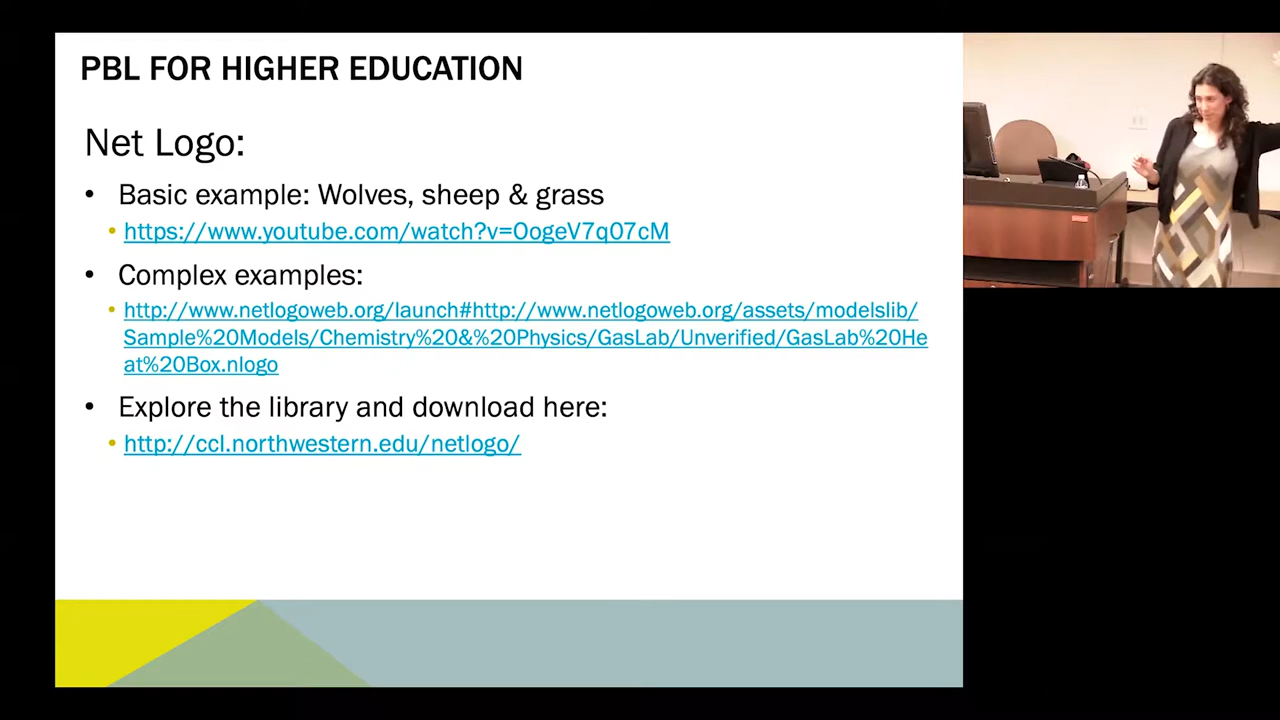 PBL FOR HIGHER EDUCATION
Net Logo:
• Basic example: Wolves, sheep & grass
• https://www.youtube.com/watch?v=OogeV7qO7cM
• Complex examples:
• http://www.netlogoweb.org/launch#http://www.netlogoweb.org/assets/modelslib/
Sample%20Models/Chemistry%20&%20Physics/GasLab/Unverified/GasLab%20He
at%20Box.nlogo
• Explore the library and download here:
• http://ccl.northwestern.edu/netlogo/